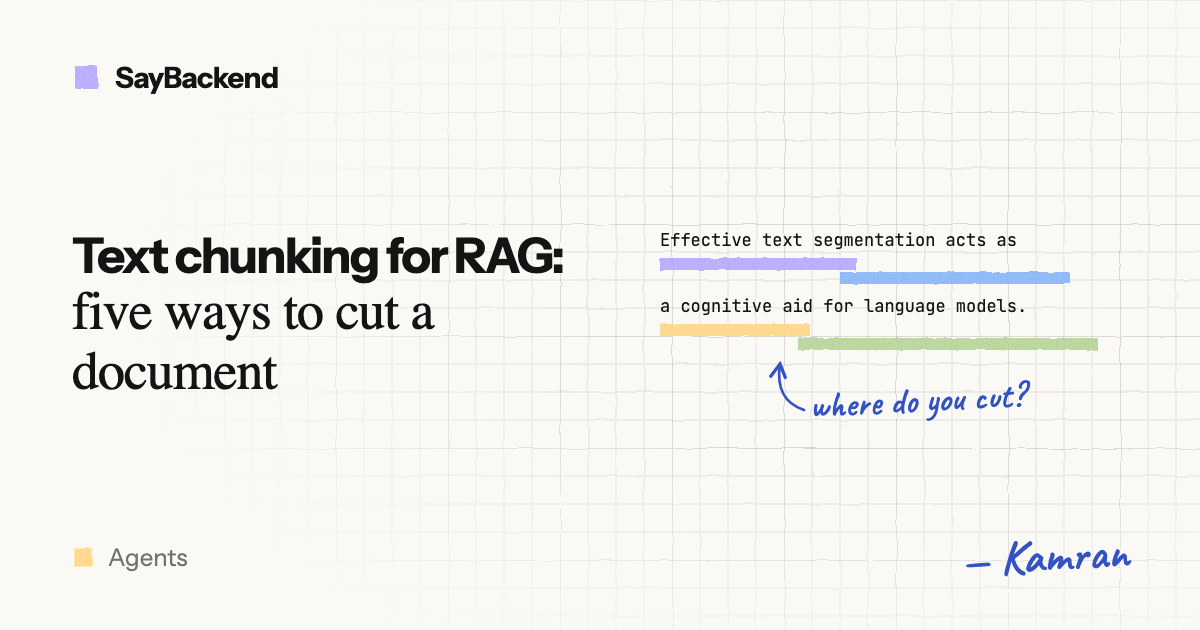 SayBackend
Text chunking for RAG:
five ways to cut a
document
Effective text segmentation acts as
a cognitive aid for language models.
where do you cut?
Agents
— Kamran